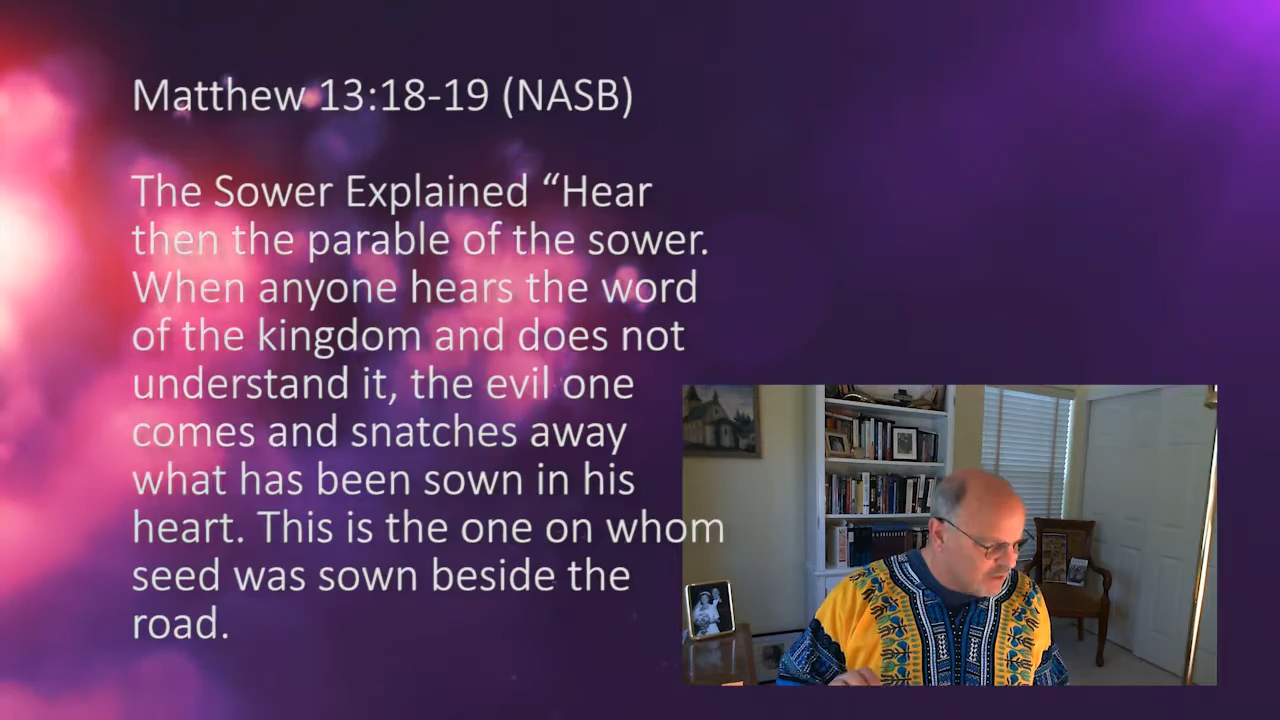 Matthew 13:18-19 (NASB)
The Sower Explained “Hear
then the parable of the sower.
When anyone hears the word
of the kingdom and does not
understand it, the evil one
comes and snatches away
what has been sown in his
heart. This is the one on whom
seed was sown beside the
road.